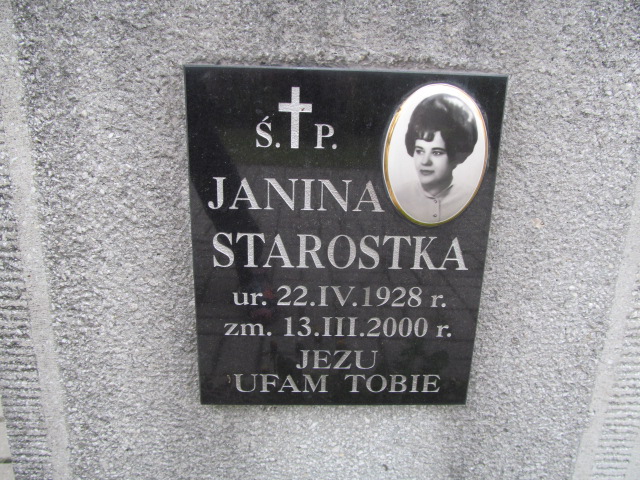 Ś. P.
JANINA
STAROSTKA
ur. 22.IV.1928 r.
zm. 13.III.2000 r.
JEZU
UFAM TOBIE